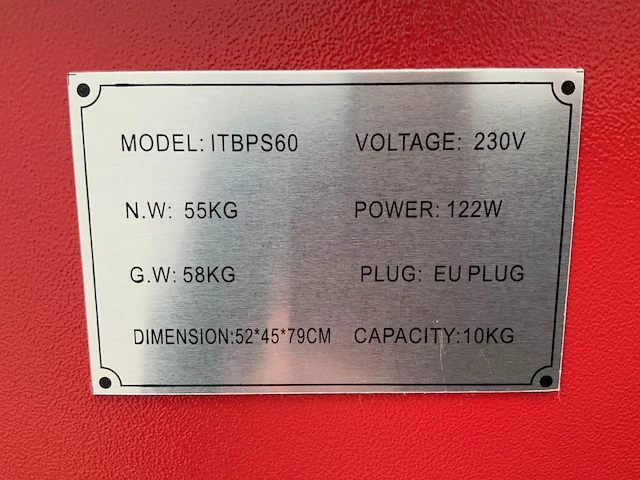 MODEL: ITBPS60 VOLTAGE: 230V
N.W: 55KG POWER: 122W
G.W: 58KG PLUG: EU PLUG
DIMENSION:52*45*79CM CAPACITY:10KG